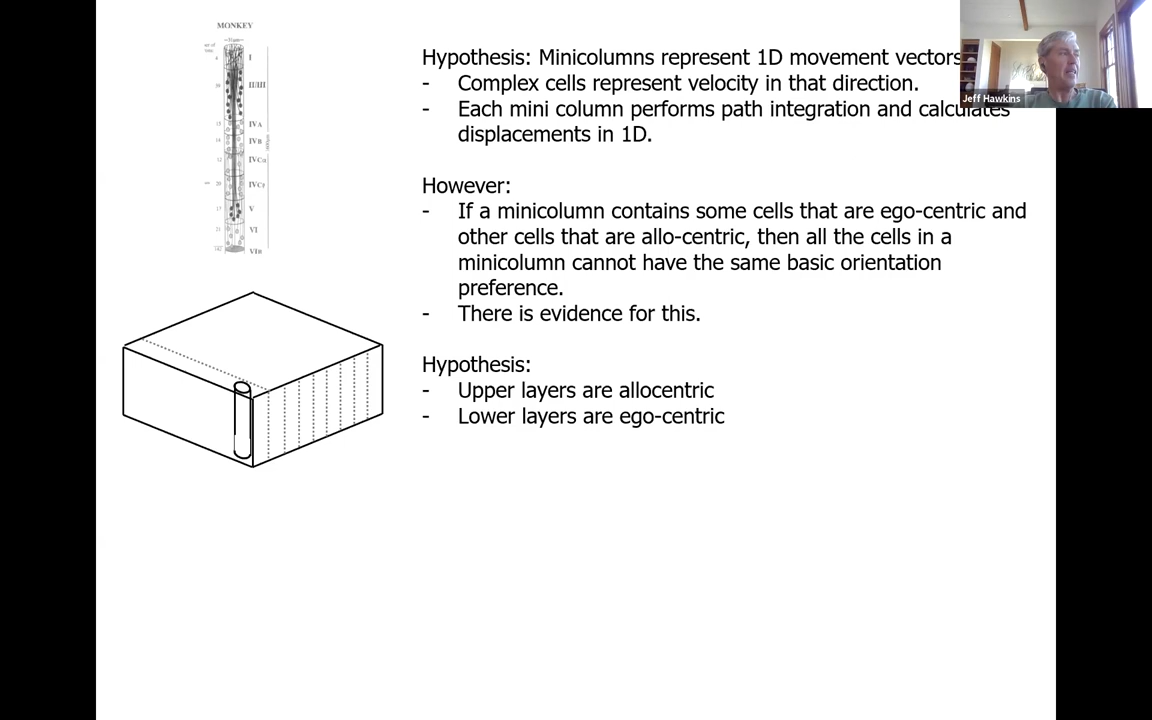 MONKEY
I
II/III
IVA
IVB
IVCα
V
VI
Hypothesis: Minicolumns represent 1D movement vectors
- Complex cells represent velocity in that direction.
- Each mini column performs path integration and calculates
displacements in 1D.
However:
- If a minicolumn contains some cells that are ego-centric and
other cells that are allo-centric, then all the cells in a
minicolumn cannot have the same basic orientation
preference.
- There is evidence for this.
Hypothesis:
- Upper layers are allocentric
- Lower layers are ego-centric
Jeff Hawkins